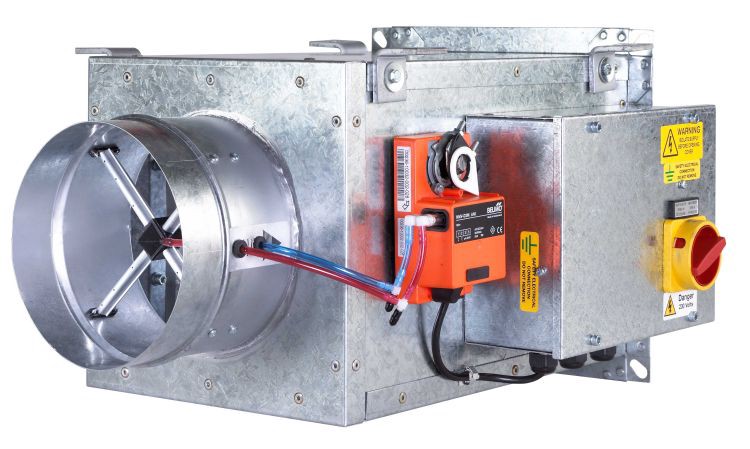 BELIMO
WARNING
ISOLATE SUPPLY
BEFORE OPENING
COVER
SAFETY ELECTRICAL
CONNECTION
DO NOT REMOVE
SAFETY ELECTRICAL
CONNECTION
DO NOT REMOVE
Danger
230 Volts